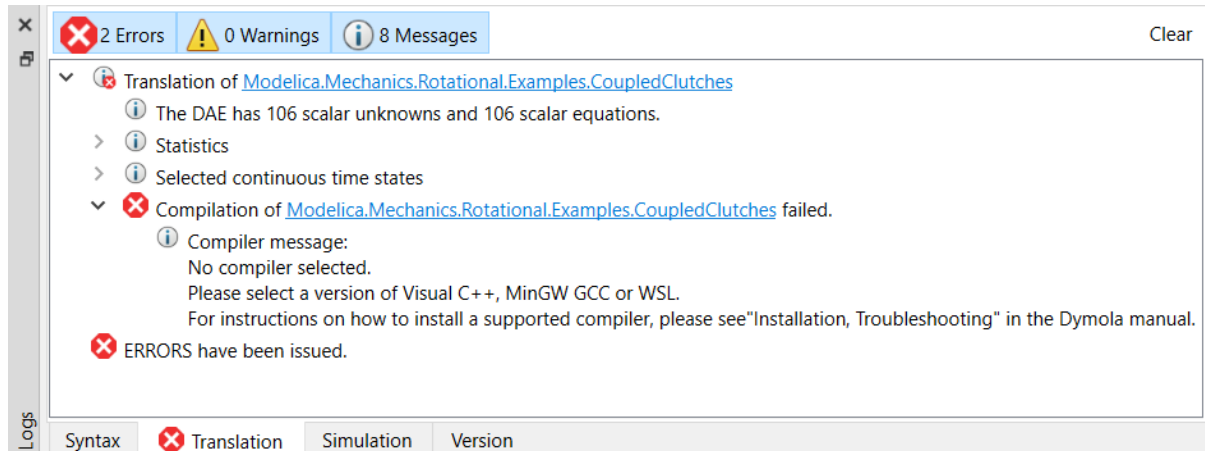 2 Errors 0 Warnings 8 Messages Clear
Translation of Modelica.Mechanics.Rotational.Examples.CoupledClutches
The DAE has 106 scalar unknowns and 106 scalar equations.
Statistics
Selected continuous time states
Compilation of Modelica.Mechanics.Rotational.Examples.CoupledClutches failed.
Compiler message:
No compiler selected.
Please select a version of Visual C++, MinGW GCC or WSL.
For instructions on how to install a supported compiler, please see"Installation, Troubleshooting" in the Dymola manual.
ERRORS have been issued.
Logs
Syntax Translation Simulation Version